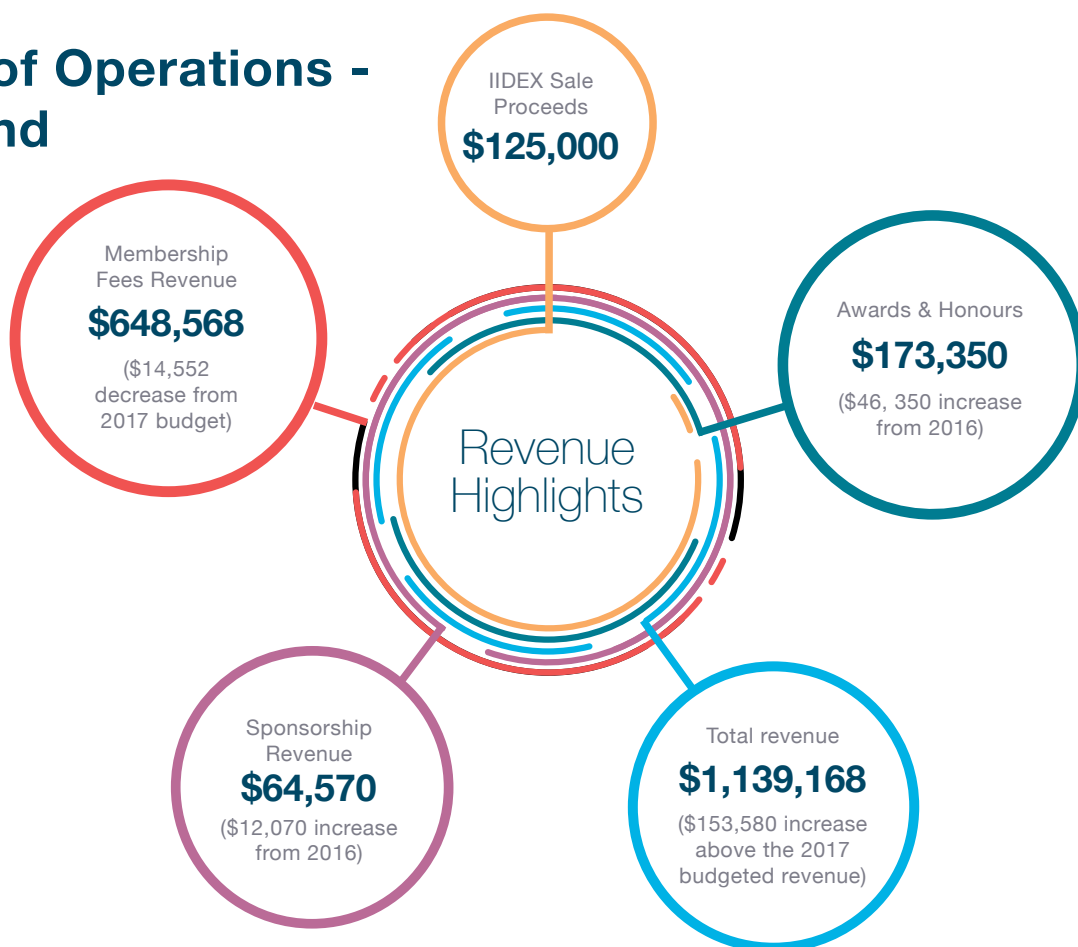 of Operations -
nd
IIDEX Sale
Proceeds
$125,000
Membership
Fees Revenue
$648,568
($14,552
decrease from
2017 budget)
Awards & Honours
$173,350
($46, 350 increase
from 2016)
Revenue
Highlights
Sponsorship
Revenue
$64,570
($12,070 increase
from 2016)
Total revenue
$1,139,168
($153,580 increase
above the 2017
budgeted revenue)